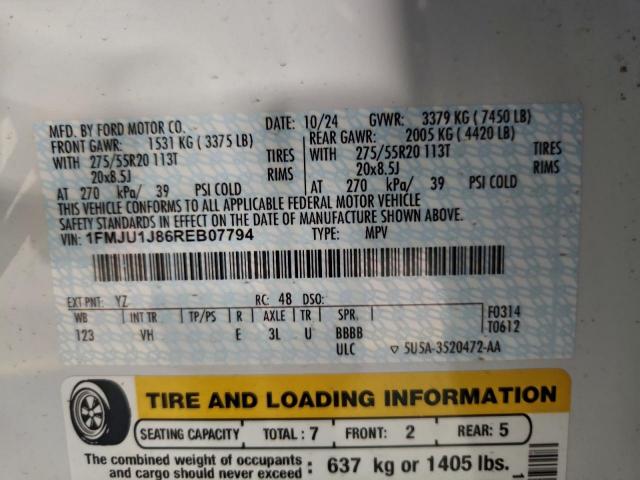 DATE: 10/24 GVWR: 3379 KG (7450 LB)
MFD. BY FORD MOTOR CO.
FRONT GAWR: 1531 KG (3375 LB) REAR GAWR: 2005 KG (4420 LB)
WITH 275/55R20 113T TIRES WITH 275/55R20 113T TIRES
20x8.5J RIMS 20x8.5J RIMS
AT 270 kPa/ 39 PSI COLD AT 270 kPa/ 39 PSI COLD
THIS VEHICLE CONFORMS TO ALL APPLICABLE FEDERAL MOTOR VEHICLE
SAFETY STANDARDS IN EFFECT ON THE DATE OF MANUFACTURE SHOWN ABOVE.
VIN: 1FMJU1J86REB07794 TYPE: MPV
EXT PNT: YZ RC: 48 DSO:
WB INT TR TP/PS R AXLE TR SPR F0314
123 VH E 3L U BBBB T0612
ULC ▽ 5U5A-3520472-AA
TIRE AND LOADING INFORMATION
SEATING CAPACITY TOTAL : 7 FRONT: 2 REAR: 5
The combined weight of occupants
and cargo should never exceed : 637 kg or 1405 lbs.